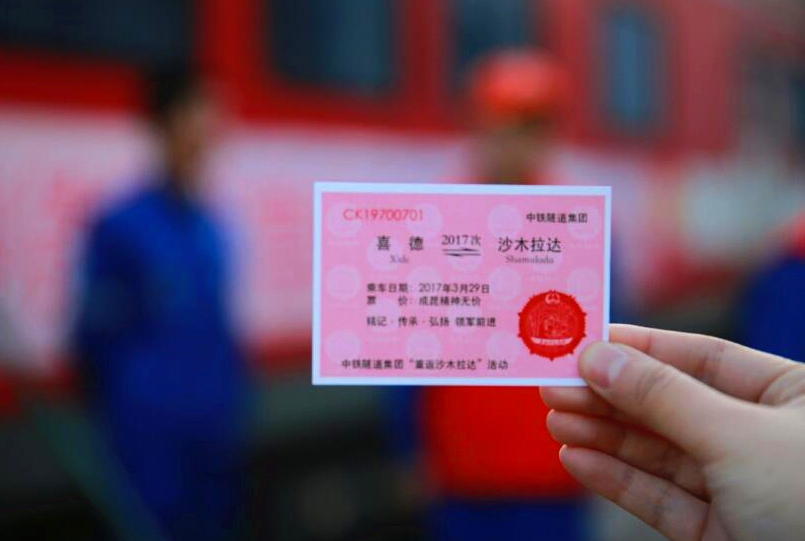 CK19700701 中铁隧道集团
喜 德 2017次 沙木拉达
Xide Shamulada
乘车日期：2017年3月29日
票 价：成昆精神无价
铭记·传承·弘扬 领军前进
中铁隧道集团“重返沙木拉达”活动